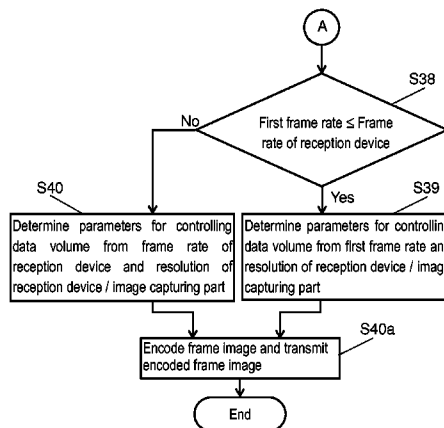 A
S38
First frame rate ≤ Frame
rate of reception device
No
Yes
S40
Determine parameters for controlling
data volume from frame rate of
reception device and resolution of
reception device / image capturing part
S39
Determine parameters for controllin
data volume from first frame rate an
resolution of reception device / imag
capturing part
S40a
Encode frame image and transmit
encoded frame image
End